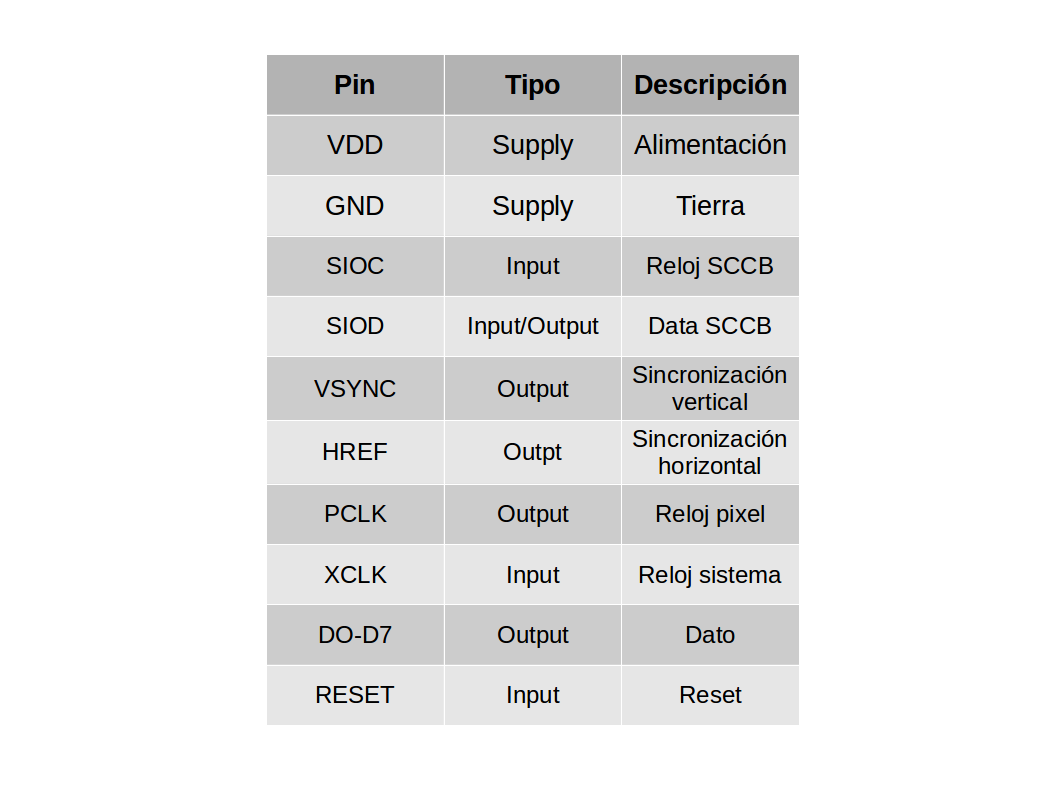 Pin Tipo Descripción
VDD Supply Alimentación
GND Supply Tierra
SIOC Input Reloj SCCB
SIOD Input/Output Data SCCB
VSYNC Output Sincronización
vertical
HREF Outpt Sincronización
horizontal
PCLK Output Reloj pixel
XCLK Input Reloj sistema
DO-D7 Output Dato
RESET Input Reset